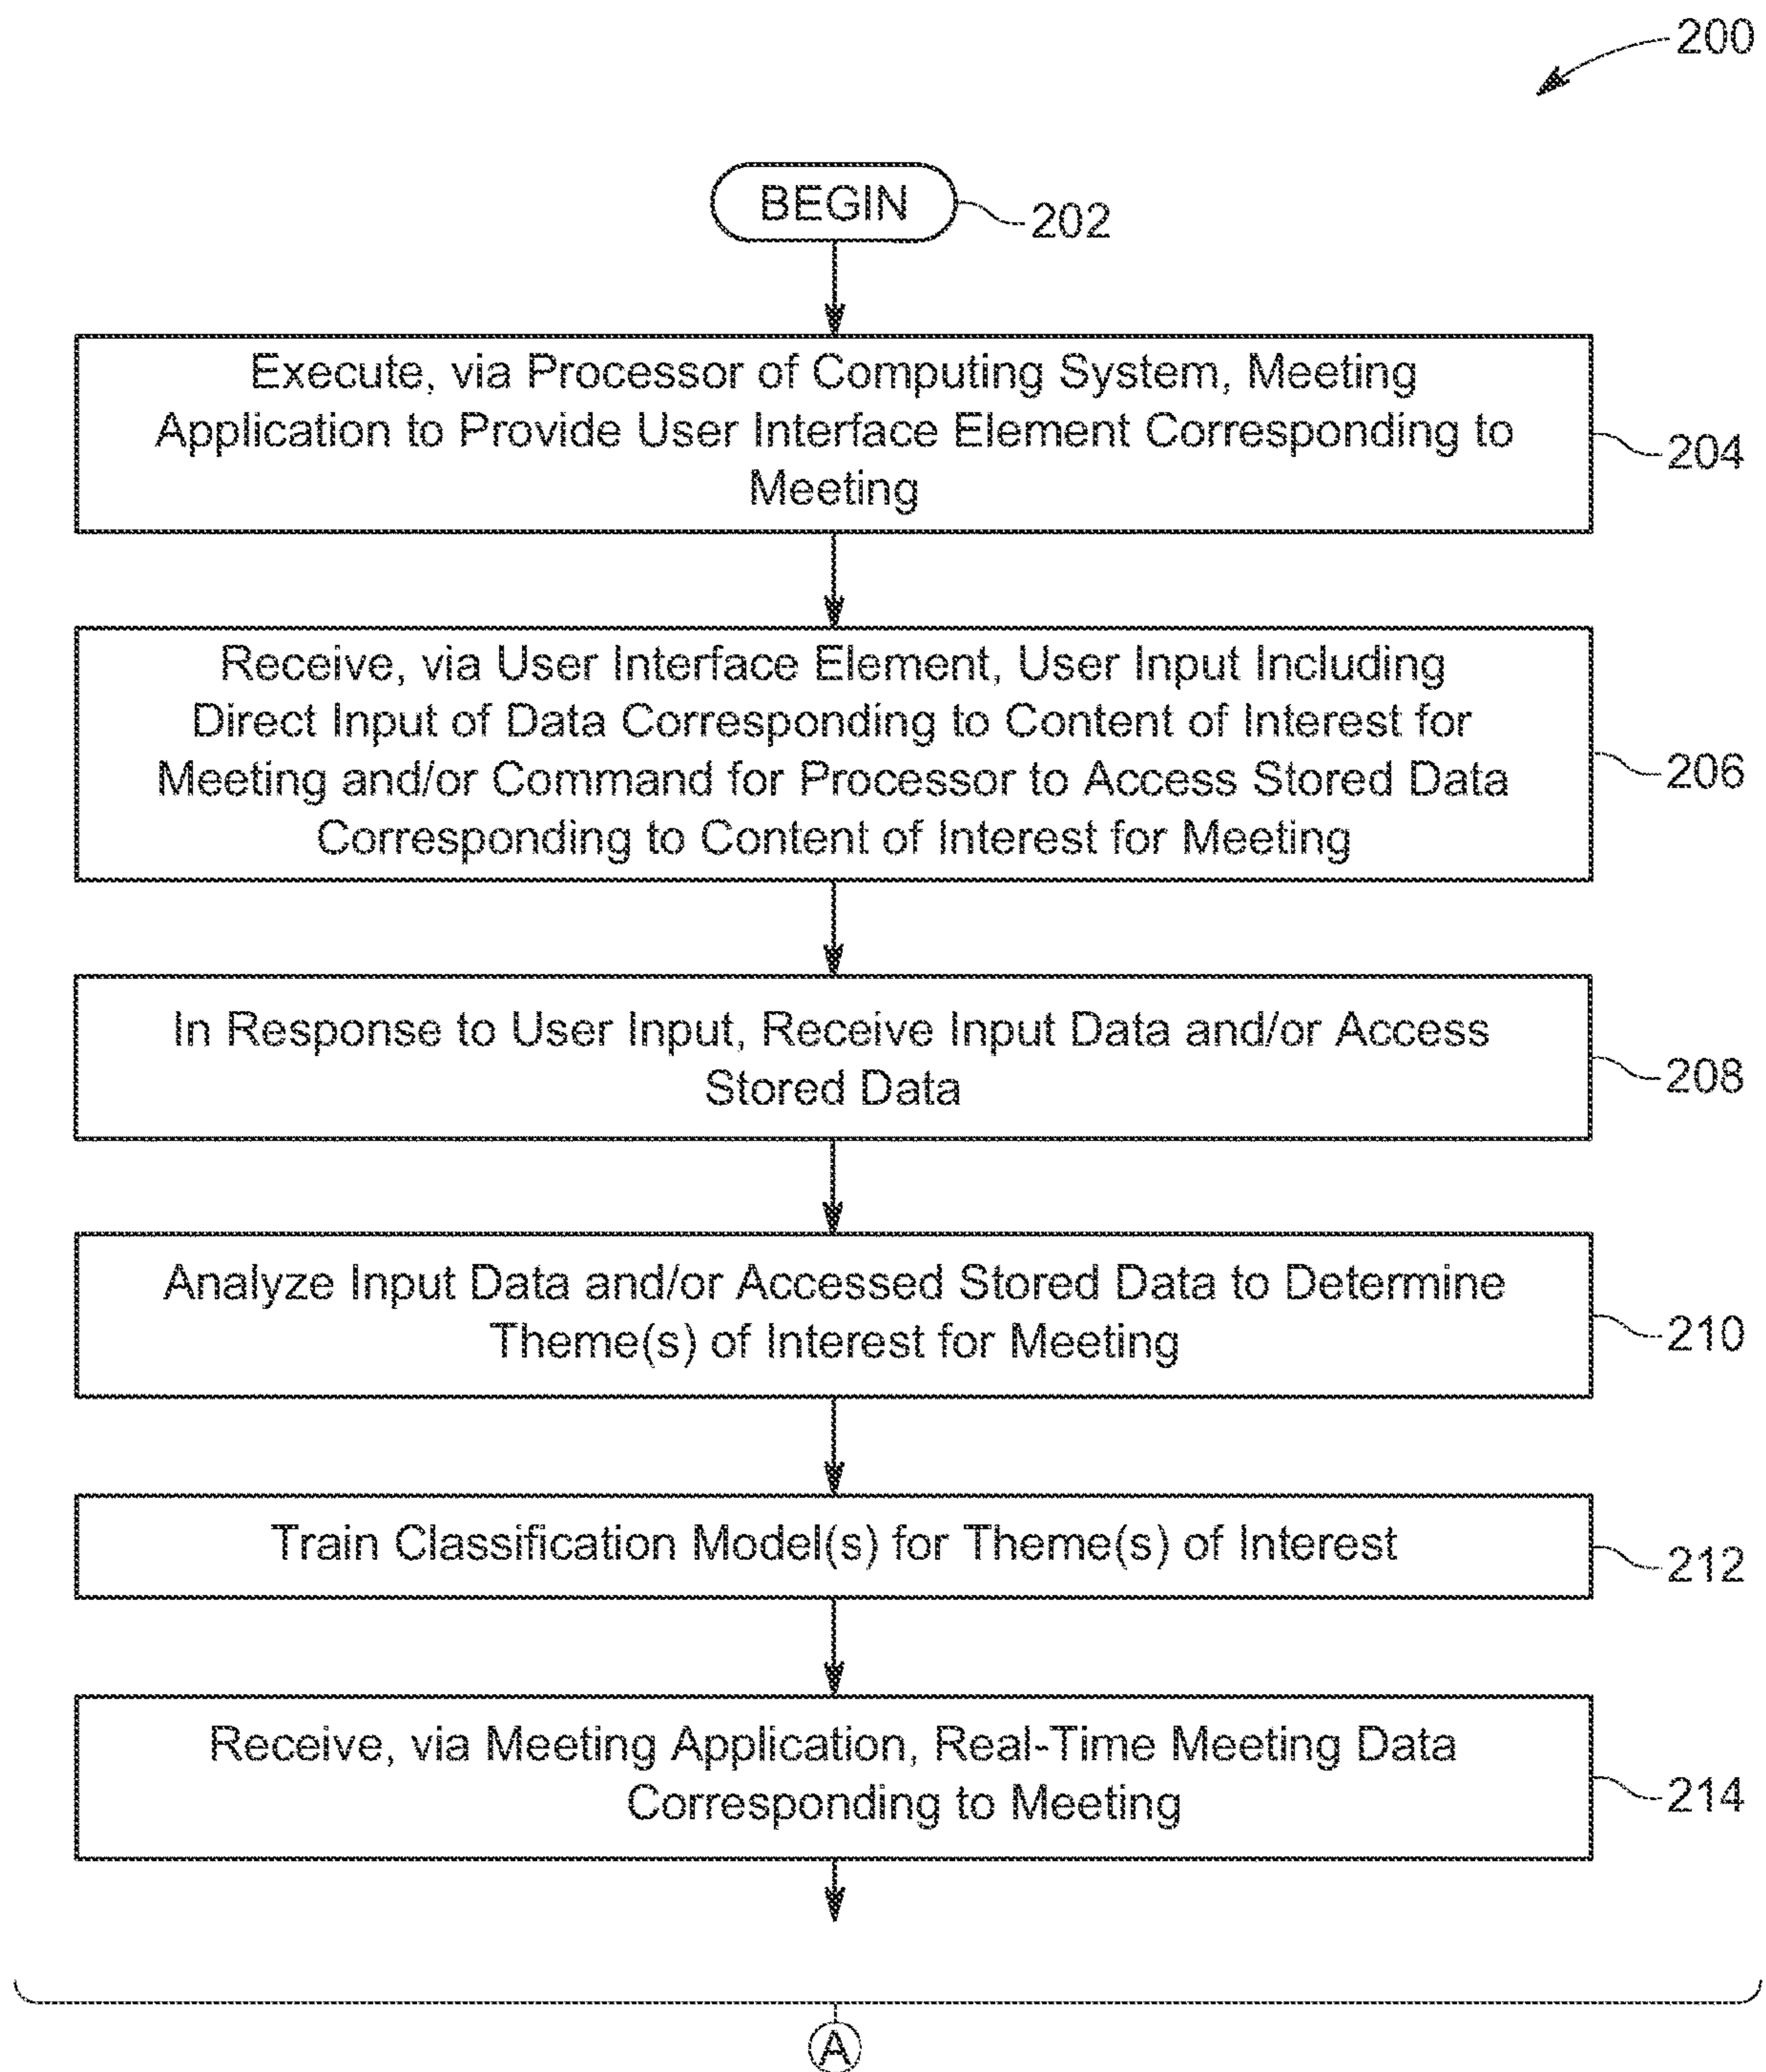 200
BEGIN
202
Execute, via Processor of Computing System, Meeting
Application to Provide User Interface Element Corresponding to
Meeting
204
Receive, via User Interface Element, User Input Including
Direct Input of Data Corresponding to Content of Interest for
Meeting and/or Command for Processor to Access Stored Data
Corresponding to Content of Interest for Meeting
206
In Response to User Input, Receive Input Data and/or Access
Stored Data
208
Analyze Input Data and/or Accessed Stored Data to Determine
Theme(s) of Interest for Meeting
210
Train Classification Model(s) for Theme(s) of Interest
212
Receive, via Meeting Application, Real-Time Meeting Data
Corresponding to Meeting
214
A